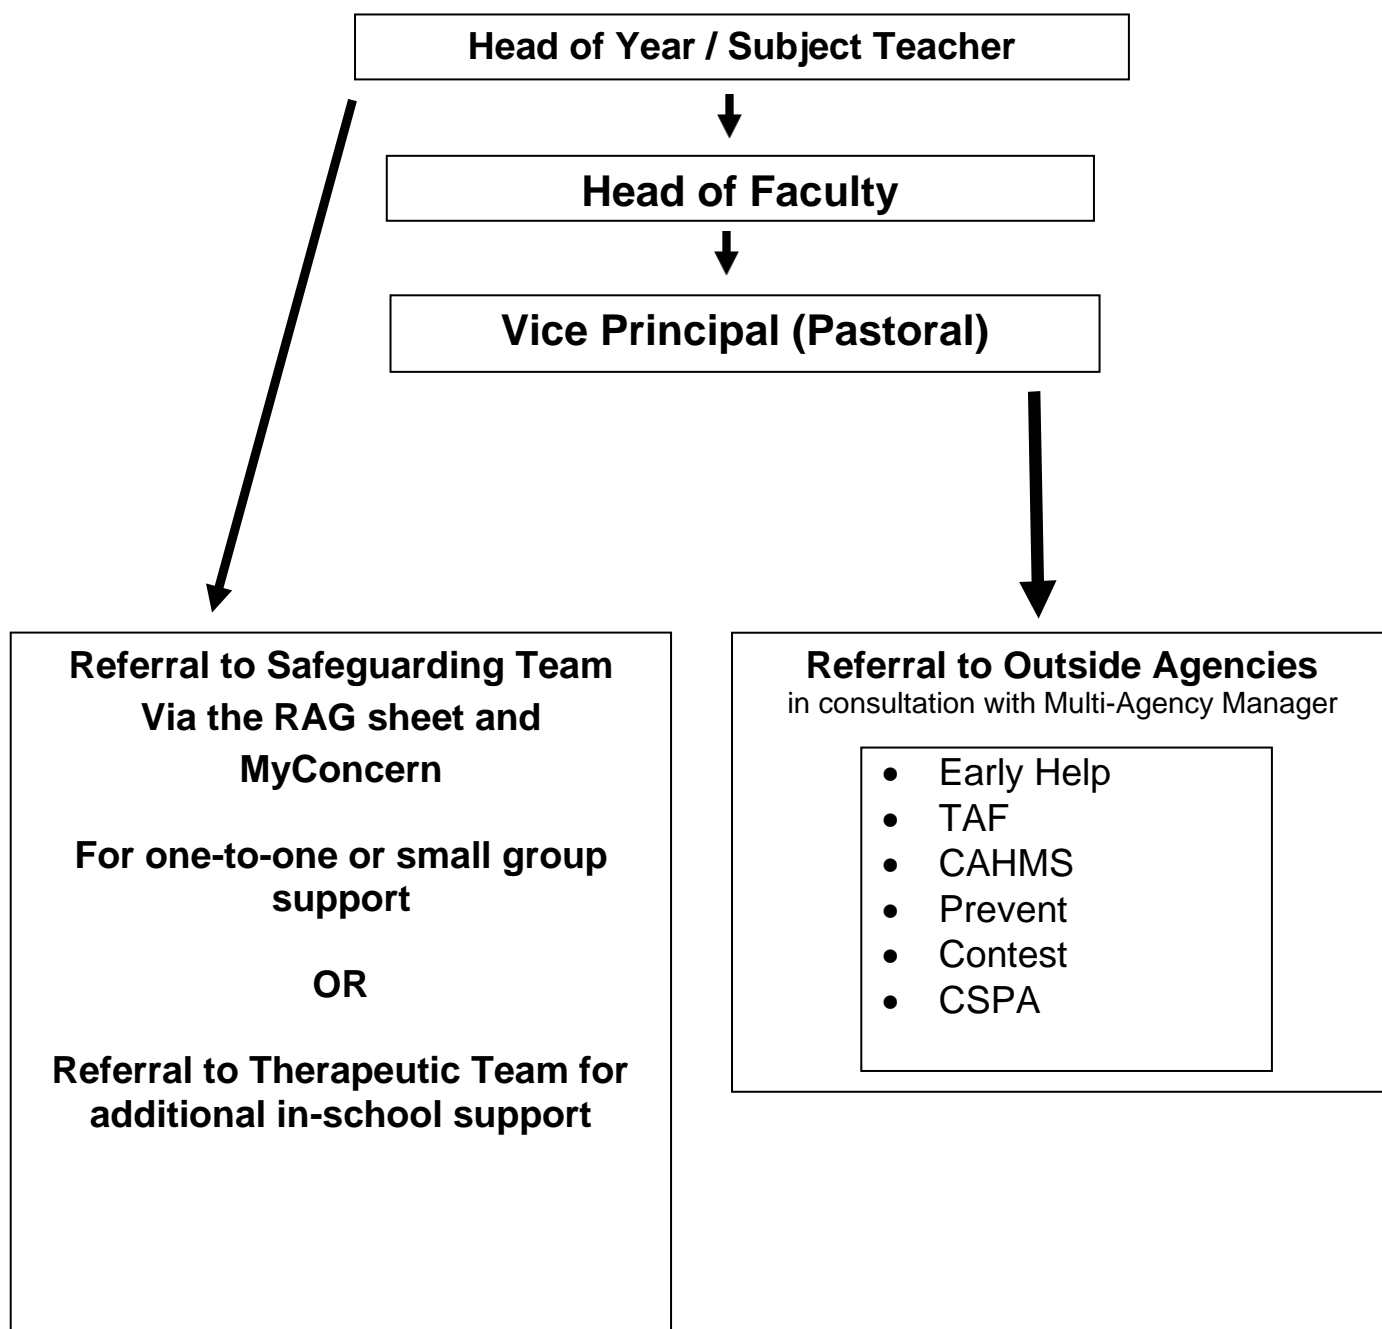 Head of Year / Subject Teacher
Head of Faculty
Vice Principal (Pastoral)
Referral to Safeguarding Team
Via the RAG sheet and
MyConcern
For one-to-one or small group
support
OR
Referral to Therapeutic Team for
additional in-school support
Referral to Outside Agencies
in consultation with Multi-Agency Manager
• Early Help
• TAF
• CAHMS
• Prevent
• Contest
• CSPA